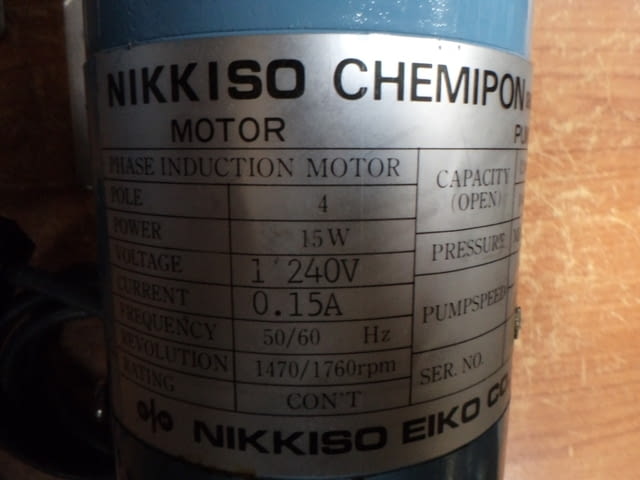 NIKKISO CHEMIPON
MOTOR
PHASE INDUCTION MOTOR
POLE 4
POWER 15W
VOLTAGE 1 240V
CURRENT 0.15A
FREQUENCY 50/60 Hz
REVOLUTION 1470/1760rpm
RATING CON'T
CAPACITY
(OPEN)
PRESSURE
PUMPSPEED
SER. NO.
NIKKISO EIKO CO